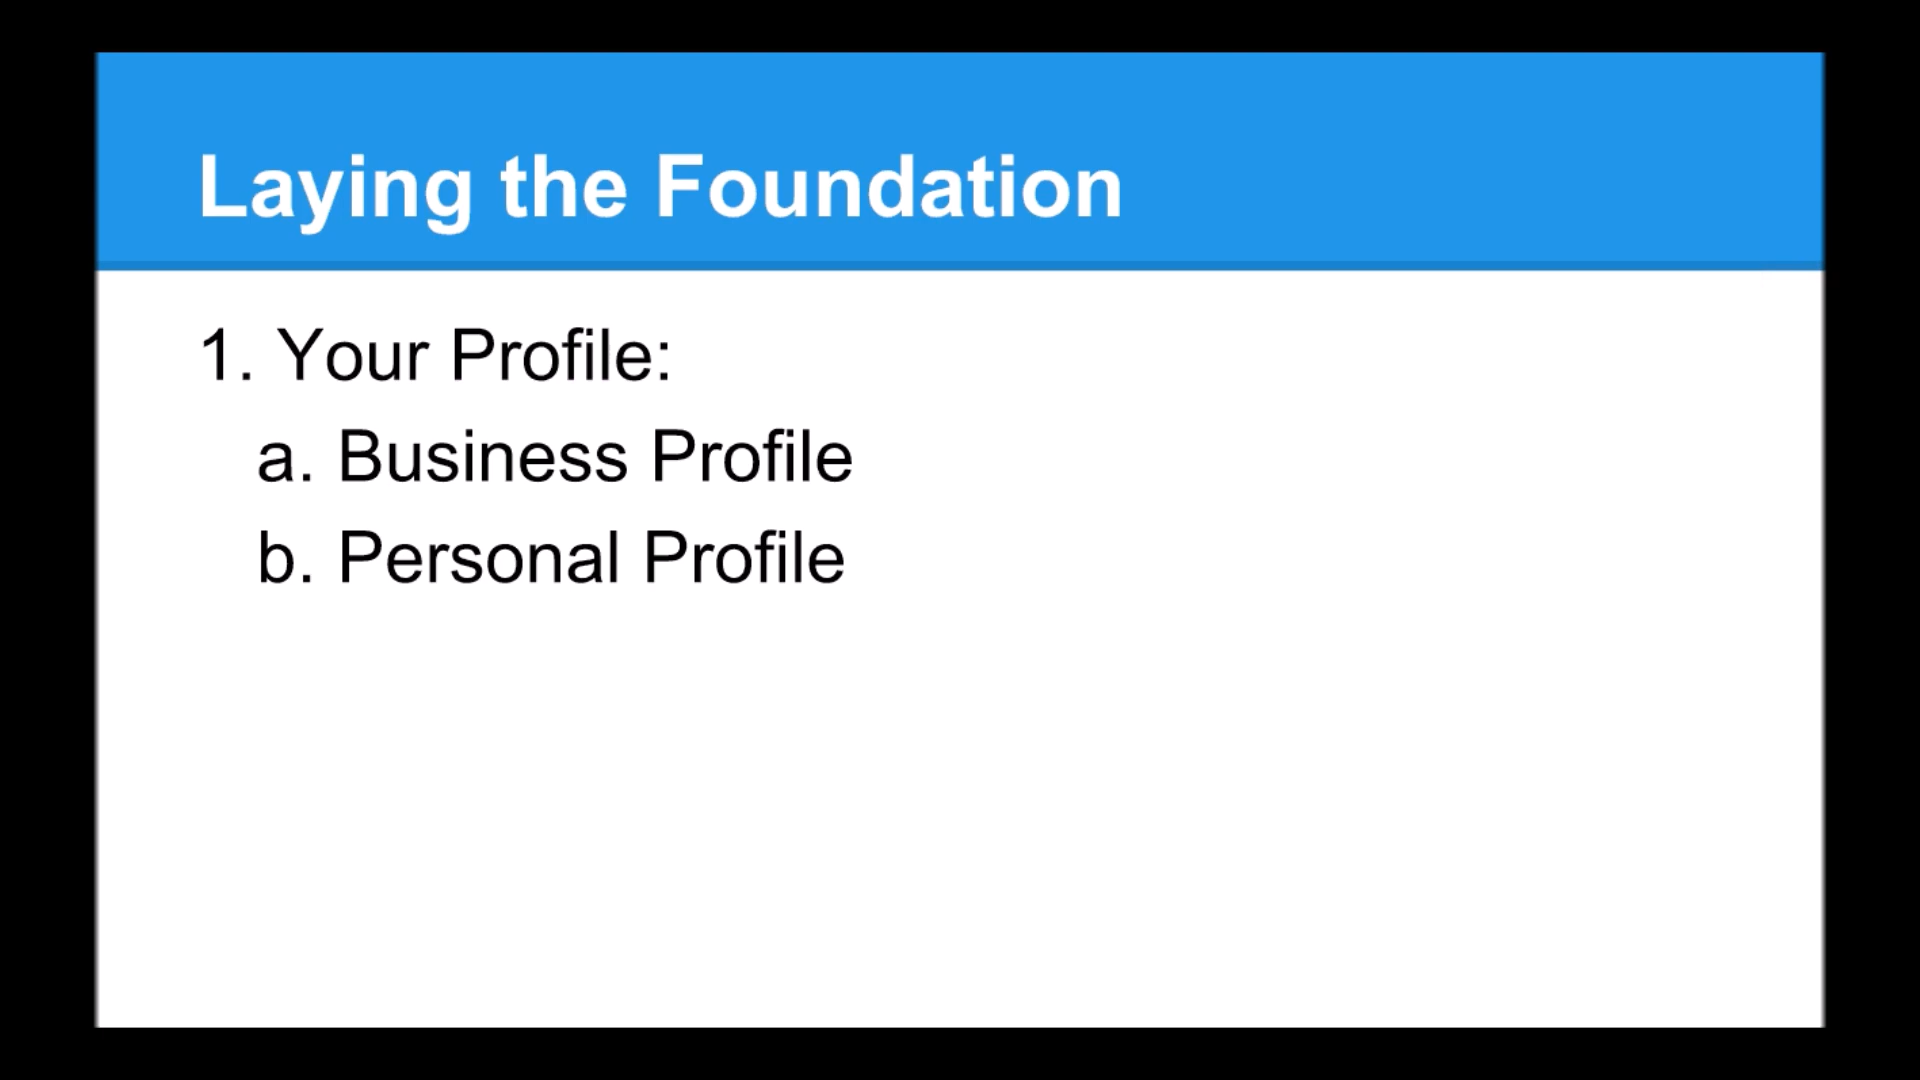 Laying the Foundation
1. Your Profile:
a. Business Profile
b. Personal Profile